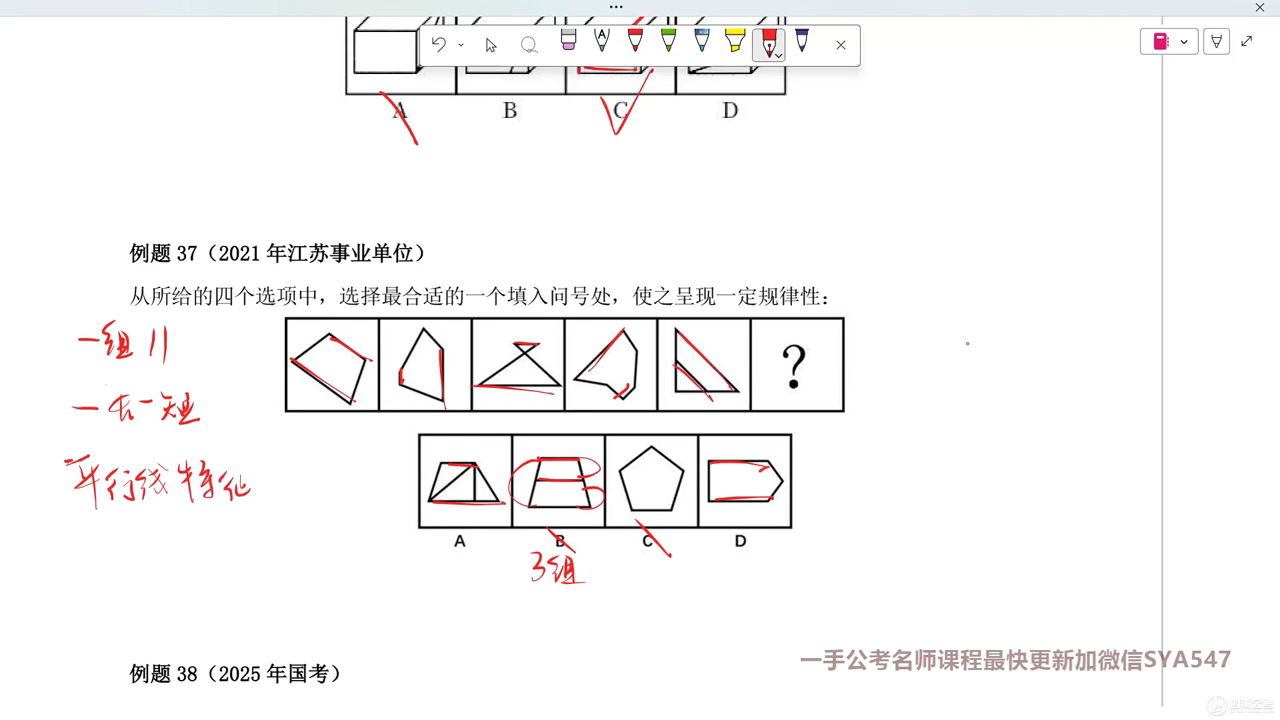 A B C D
例题 37（2021 年江苏事业单位）
从所给的四个选项中，选择最合适的一个填入问号处，使之呈现一定规律性：
一组 //
一长一短
平行线特征
?
A B C D
3组
例题 38（2025 年国考）
一手公考名师课程最快更新加微信SYA547